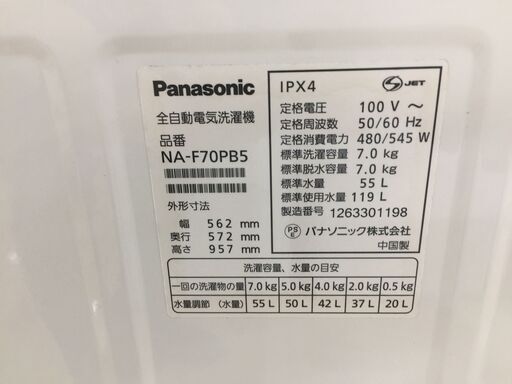 Panasonic
全自動電気洗濯機
品番
NA-F70PB5
外形寸法
幅 562 mm
奥行 572 mm
高さ 957 mm
IPX4
S JET
定格電圧 100 V ～
定格周波数 50/60 Hz
定格消費電力 480/545 W
標準洗濯容量 7.0 kg
標準脱水容量 7.0 kg
標準水量 55 L
標準使用水量 119 L
製造番号 1263301198
PSE パナソニック株式会社
中国製
洗濯容量、水量の目安
一回の洗濯物の量 7.0 kg 5.0 kg 4.0 kg 2.0 kg 0.5 kg
水量調節 (水量) 55 L 50 L 42 L 37 L 20 L